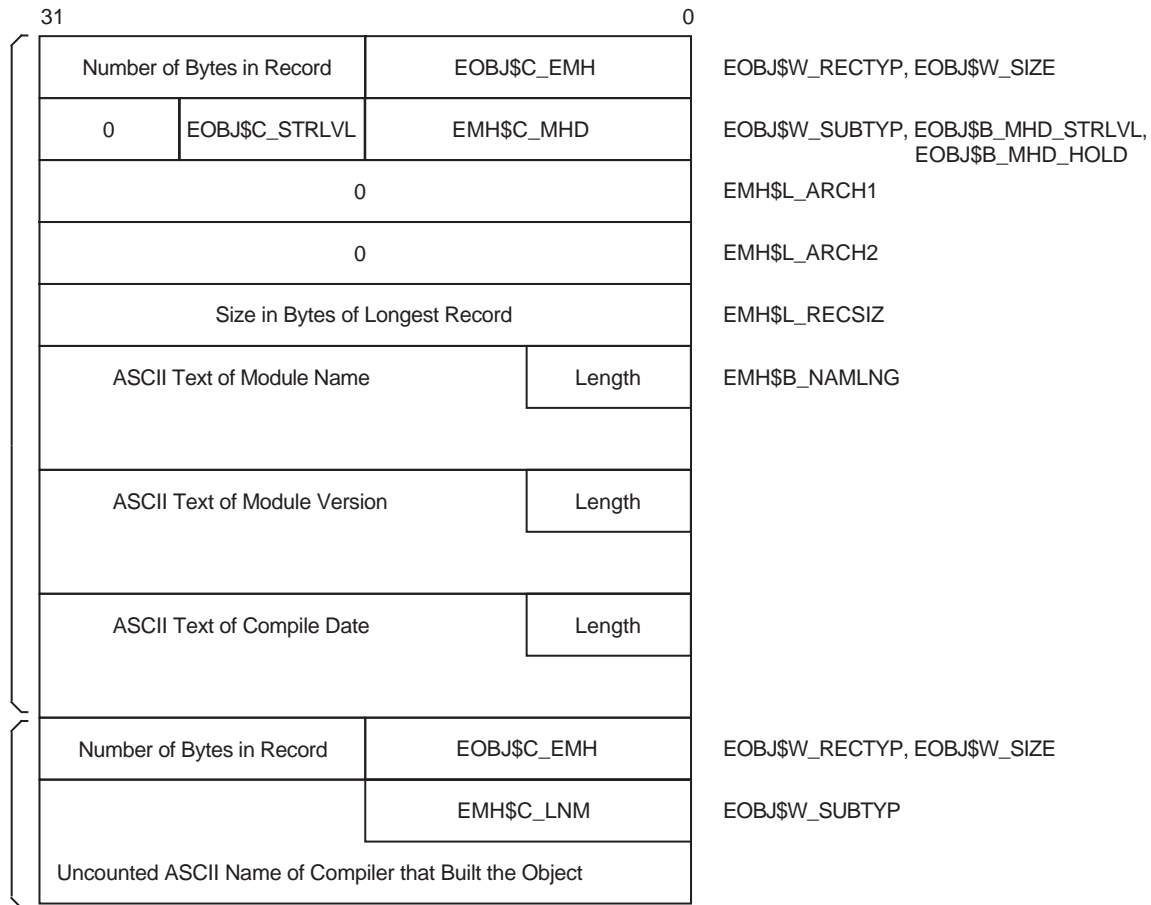 31 0
Number of Bytes in Record EOBJ$C_EMH EOBJ$W_RECTYP, EOBJ$W_SIZE
0 EOBJ$C_STRLVL EMH$C_MHD EOBJ$W_SUBTYP, EOBJ$B_MHD_STRLVL,
EOBJ$B_MHD_HOLD
0 EMH$L_ARCH1
0 EMH$L_ARCH2
Size in Bytes of Longest Record EMH$L_RECSIZ
ASCII Text of Module Name Length EMH$B_NAMLNG
ASCII Text of Module Version Length
ASCII Text of Compile Date Length
Number of Bytes in Record EOBJ$C_EMH EOBJ$W_RECTYP, EOBJ$W_SIZE
EMH$C_LNM EOBJ$W_SUBTYP
Uncounted ASCII Name of Compiler that Built the Object